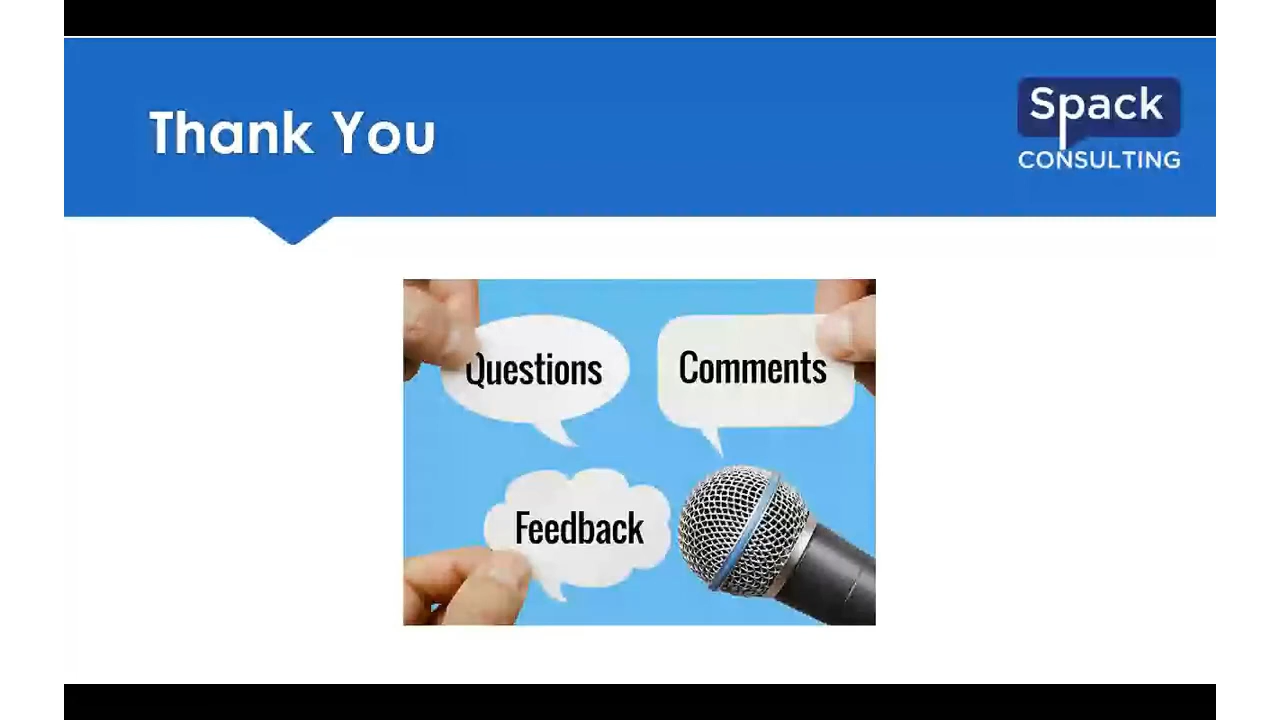 Thank You
Spack
CONSULTING
Questions
Comments
Feedback